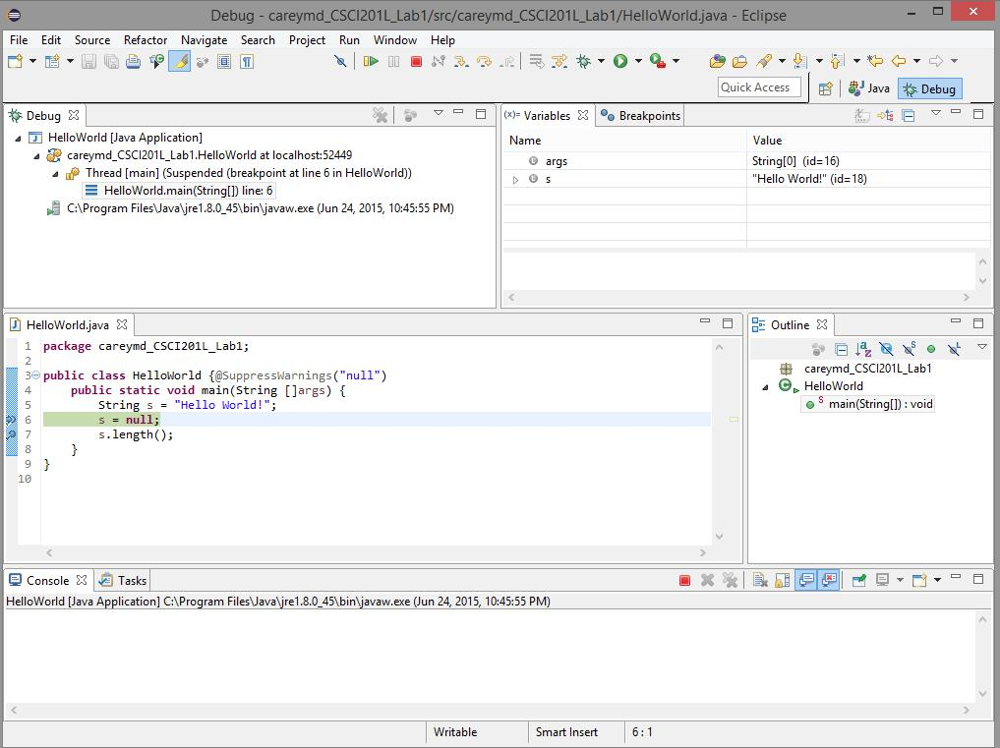 Debug - careymd_CSCI201L_Lab1/src/careymd_CSCI201L_Lab1/HelloWorld.java - Eclipse
File Edit Source Refactor Navigate Search Project Run Window Help
Quick Access Java Debug
Debug
HelloWorld [Java Application]
careymd_CSCI201L_Lab1.HelloWorld at localhost:52449
Thread [main] (Suspended (breakpoint at line 6 in HelloWorld))
HelloWorld.main(String[]) line: 6
C:\Program Files\Java\jre1.8.0_45\bin\javaw.exe (Jun 24, 2015, 10:45:55 PM)
(x)= Variables Breakpoints
Name Value
args String[0] (id=16)
s "Hello World!" (id=18)
HelloWorld.java
1 package careymd_CSCI201L_Lab1;
2
3 public class HelloWorld {@SuppressWarnings("null")
4 public static void main(String []args) {
5 String s = "Hello World!";
6 s = null;
7 s.length();
8 }
9 }
10
Outline
careymd_CSCI201L_Lab1
HelloWorld
main(String[]) : void
Console Tasks
HelloWorld [Java Application] C:\Program Files\Java\jre1.8.0_45\bin\javaw.exe (Jun 24, 2015, 10:45:55 PM)
Writable Smart Insert 6 : 1